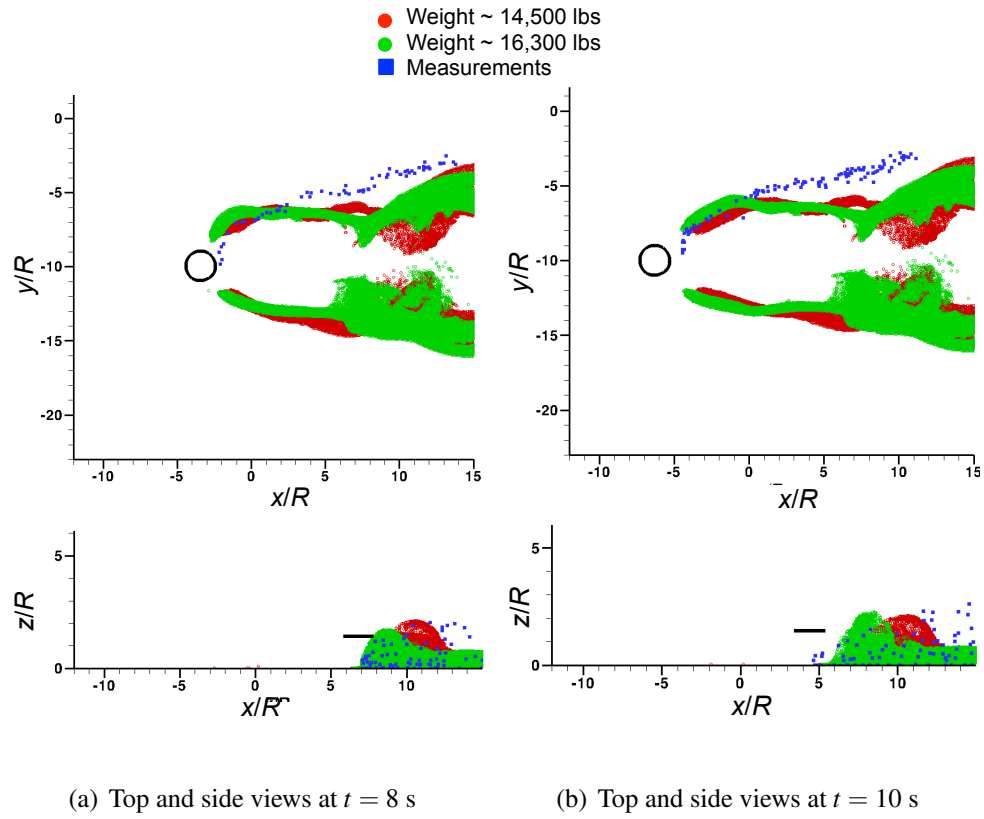 Weight ~ 14,500 lbs
Weight ~ 16,300 lbs
Measurements
0
-5
-10
-15
-20
y/R
-10 -5 0 5 10 15
x/R
0
-5
-10
-15
-20
y/R
-10 -5 0 5 10 15
x/R
5
0
z/R
-10 -5 0 5 10
x/R
5
0
z/R
-10 -5 0 5 10
x/R
(a) Top and side views at t = 8 s
(b) Top and side views at t = 10 s